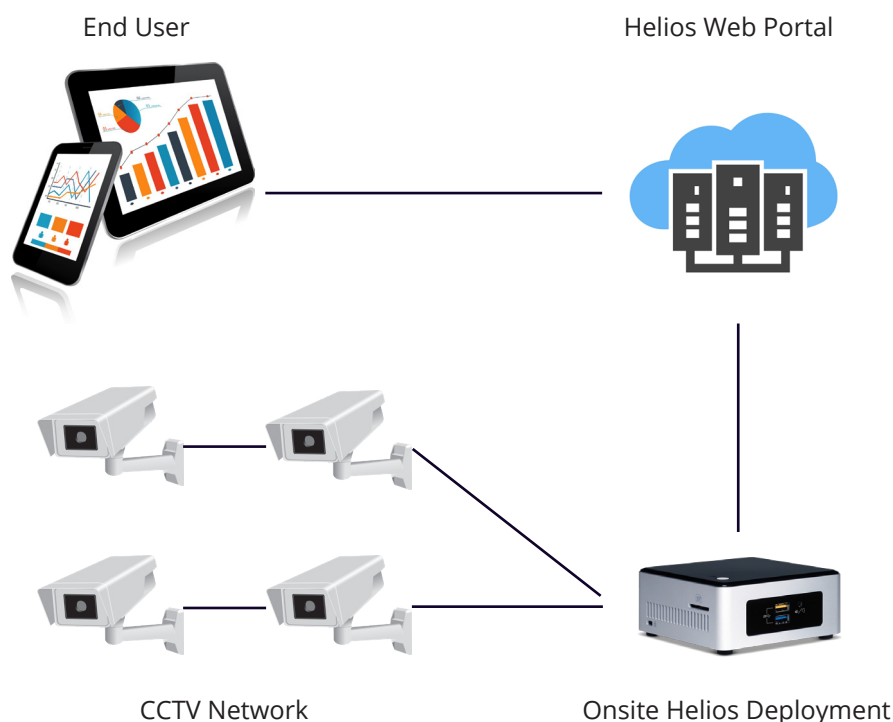 End User
Helios Web Portal
CCTV Network
Onsite Helios Deployment